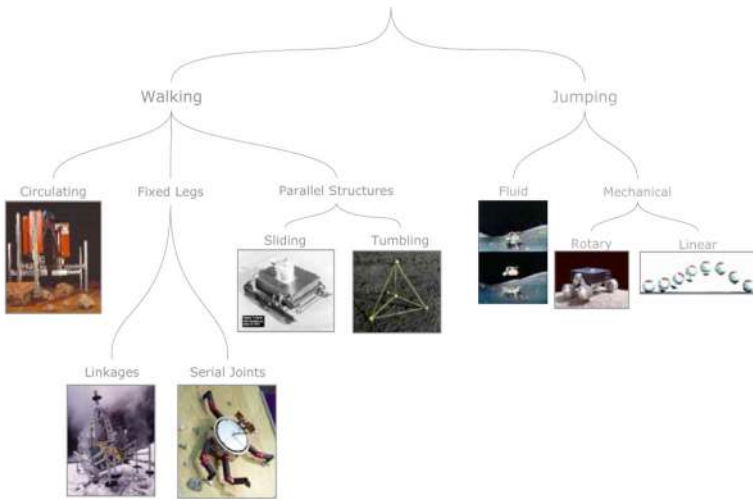 Walking
Jumping
Circulating
Fixed Legs
Parallel Structures
Fluid
Mechanical
Sliding
Tumbling
Rotary
Linear
Linkages
Serial Joints